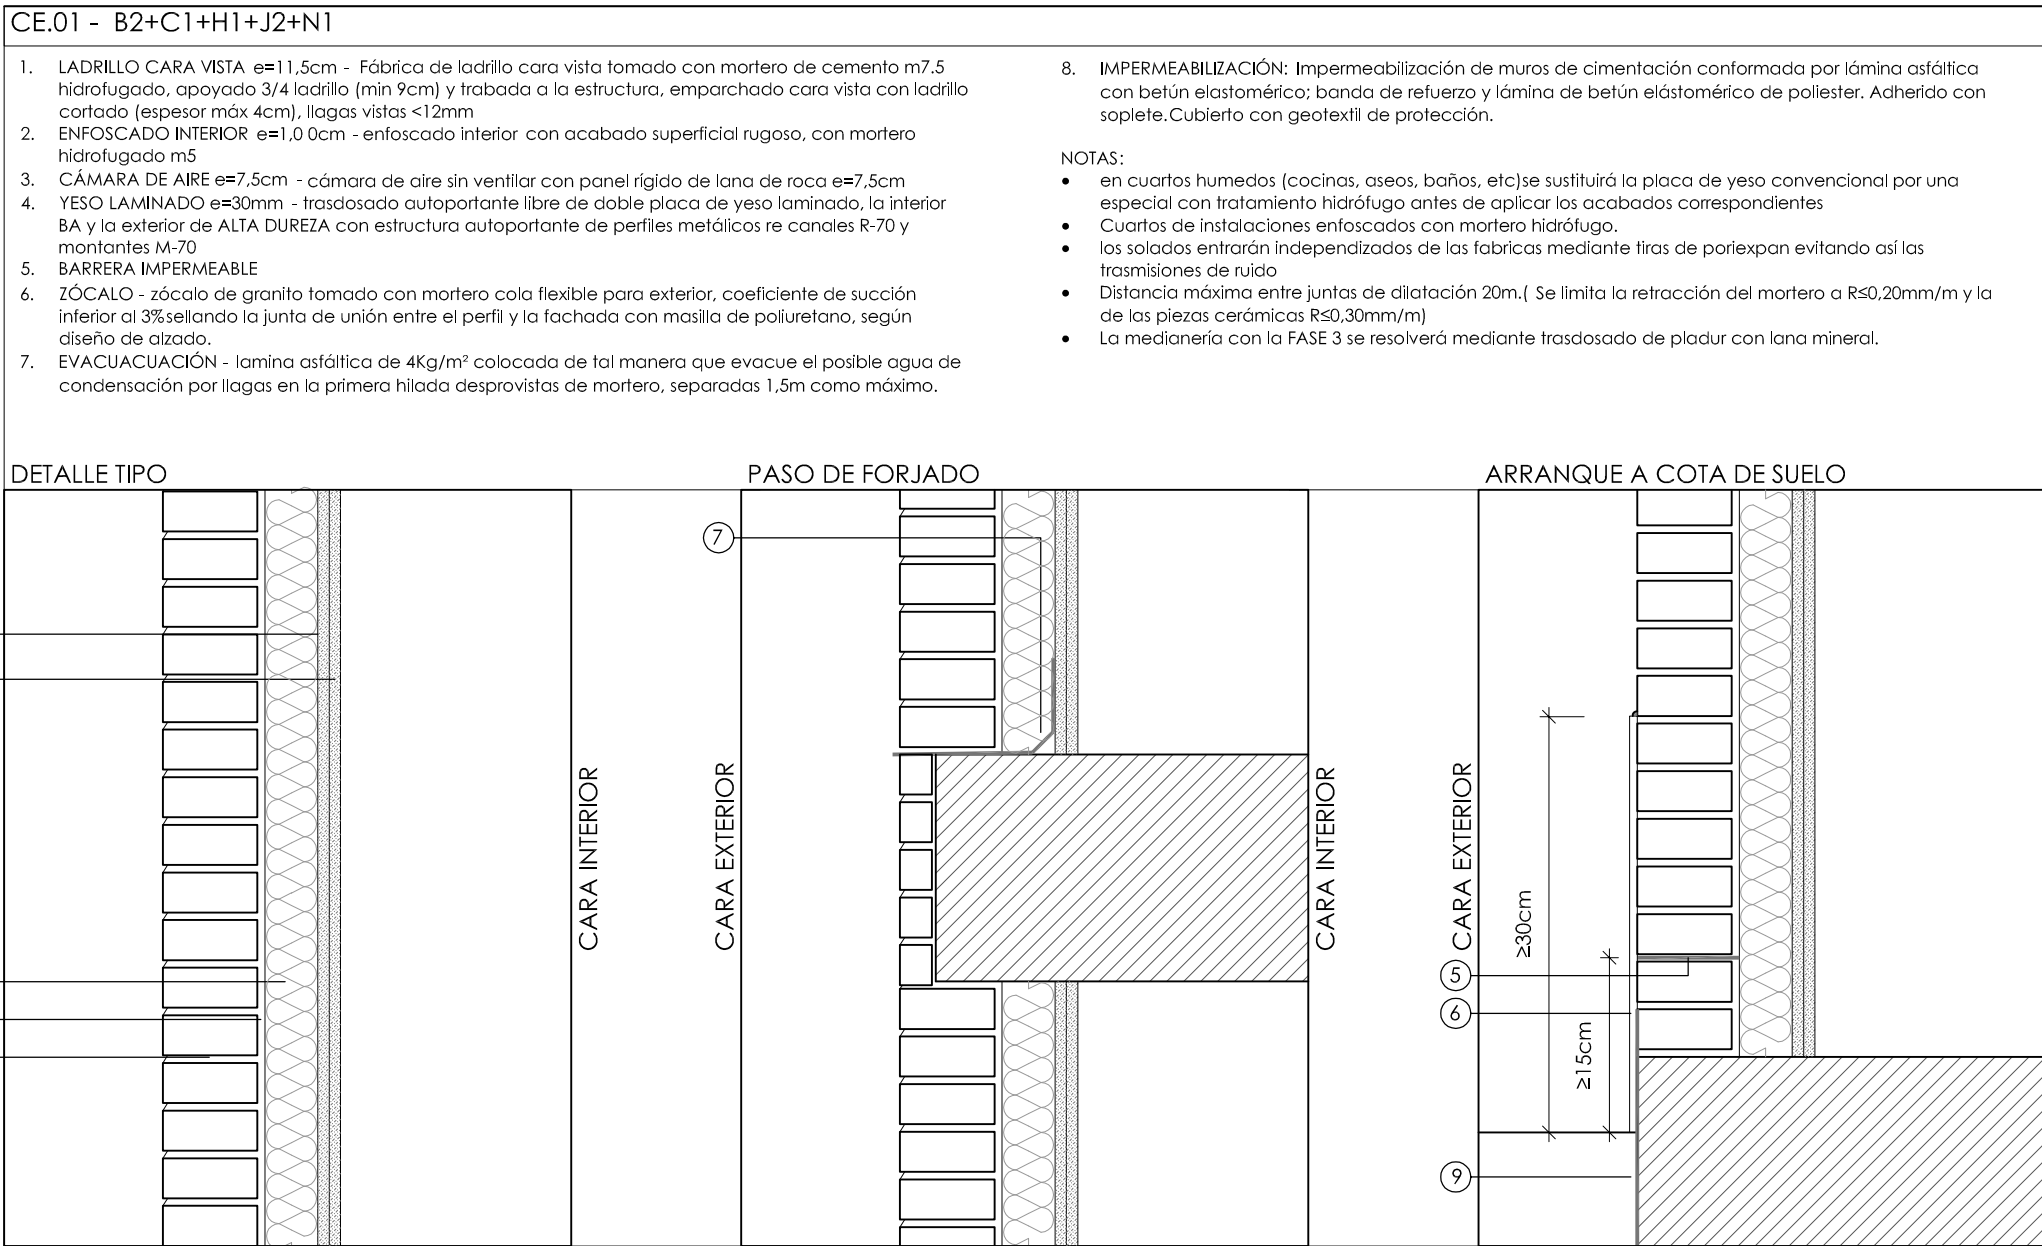 CE.01 - B2+C1+H1+J2+N1
1. LADRILLO CARA VISTA e=11,5cm - Fábrica de ladrillo cara vista tomado con mortero de cemento m7.5
hidrofugado, apoyado 3/4 ladrillo (min 9cm) y trabada a la estructura, emparchado cara vista con ladrillo
cortado (espesor máx 4cm), llagas vistas <12mm
2. ENFOSCADO INTERIOR e=1,0 0cm - enfoscado interior con acabado superficial rugoso, con mortero
hidrofugado m5
3. CÁMARA DE AIRE e=7,5cm - cámara de aire sin ventilar con panel rígido de lana de roca e=7,5cm
4. YESO LAMINADO e=30mm - trasdosado autoportante libre de doble placa de yeso laminado, la interior
BA y la exterior de ALTA DUREZA con estructura autoportante de perfiles metálicos re canales R-70 y
montantes M-70
5. BARRERA IMPERMEABLE
6. ZÓCALO - zócalo de granito tomado con mortero cola flexible para exterior, coeficiente de succión
inferior al 3%sellando la junta de unión entre el perfil y la fachada con masilla de poliuretano, según
diseño de alzado.
7. EVACUACUACIÓN - lamina asfáltica de 4Kg/m² colocada de tal manera que evacue el posible agua de
condensación por llagas en la primera hilada desprovistas de mortero, separadas 1,5m como máximo.
8. IMPERMEABILIZACIÓN: Impermeabilización de muros de cimentación conformada por lámina asfáltica
con betún elastomérico; banda de refuerzo y lámina de betún elástomérico de poliester. Adherido con
soplete.Cubierto con geotextil de protección.
NOTAS:
• en cuartos humedos (cocinas, aseos, baños, etc)se sustituirá la placa de yeso convencional por una
especial con tratamiento hidrófugo antes de aplicar los acabados correspondientes
• Cuartos de instalaciones enfoscados con mortero hidrófugo.
• los solados entrarán independizados de las fabricas mediante tiras de poriexpan evitando así las
trasmisiones de ruido
• Distancia máxima entre juntas de dilatación 20m.( Se limita la retracción del mortero a R≤0,20mm/m y la
de las piezas cerámicas R≤0,30mm/m)
• La medianería con la FASE 3 se resolverá mediante trasdosado de pladur con lana mineral.
DETALLE TIPO
CARA INTERIOR
PASO DE FORJADO
7
CARA EXTERIOR
CARA INTERIOR
ARRANQUE A COTA DE SUELO
CARA EXTERIOR
≥30cm
≥15cm
5
6
9